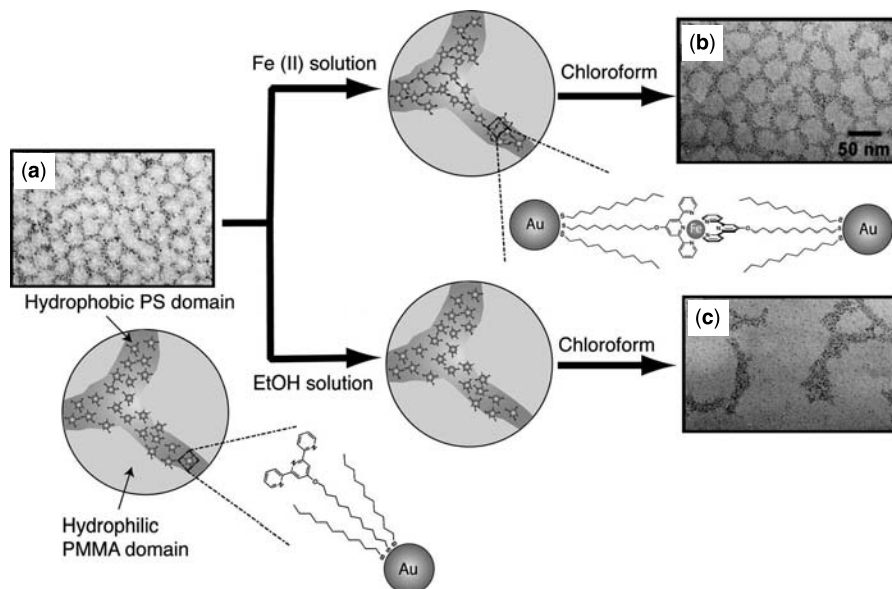 (a)
Hydrophobic PS domain
Hydrophilic
PMMA domain
Au
Fe (II) solution
Chloroform
(b)
50 nm
Au
S
S
S
O
N
N
N
Fe
N
O
S
S
S
Au
EtOH solution
Chloroform
(c)